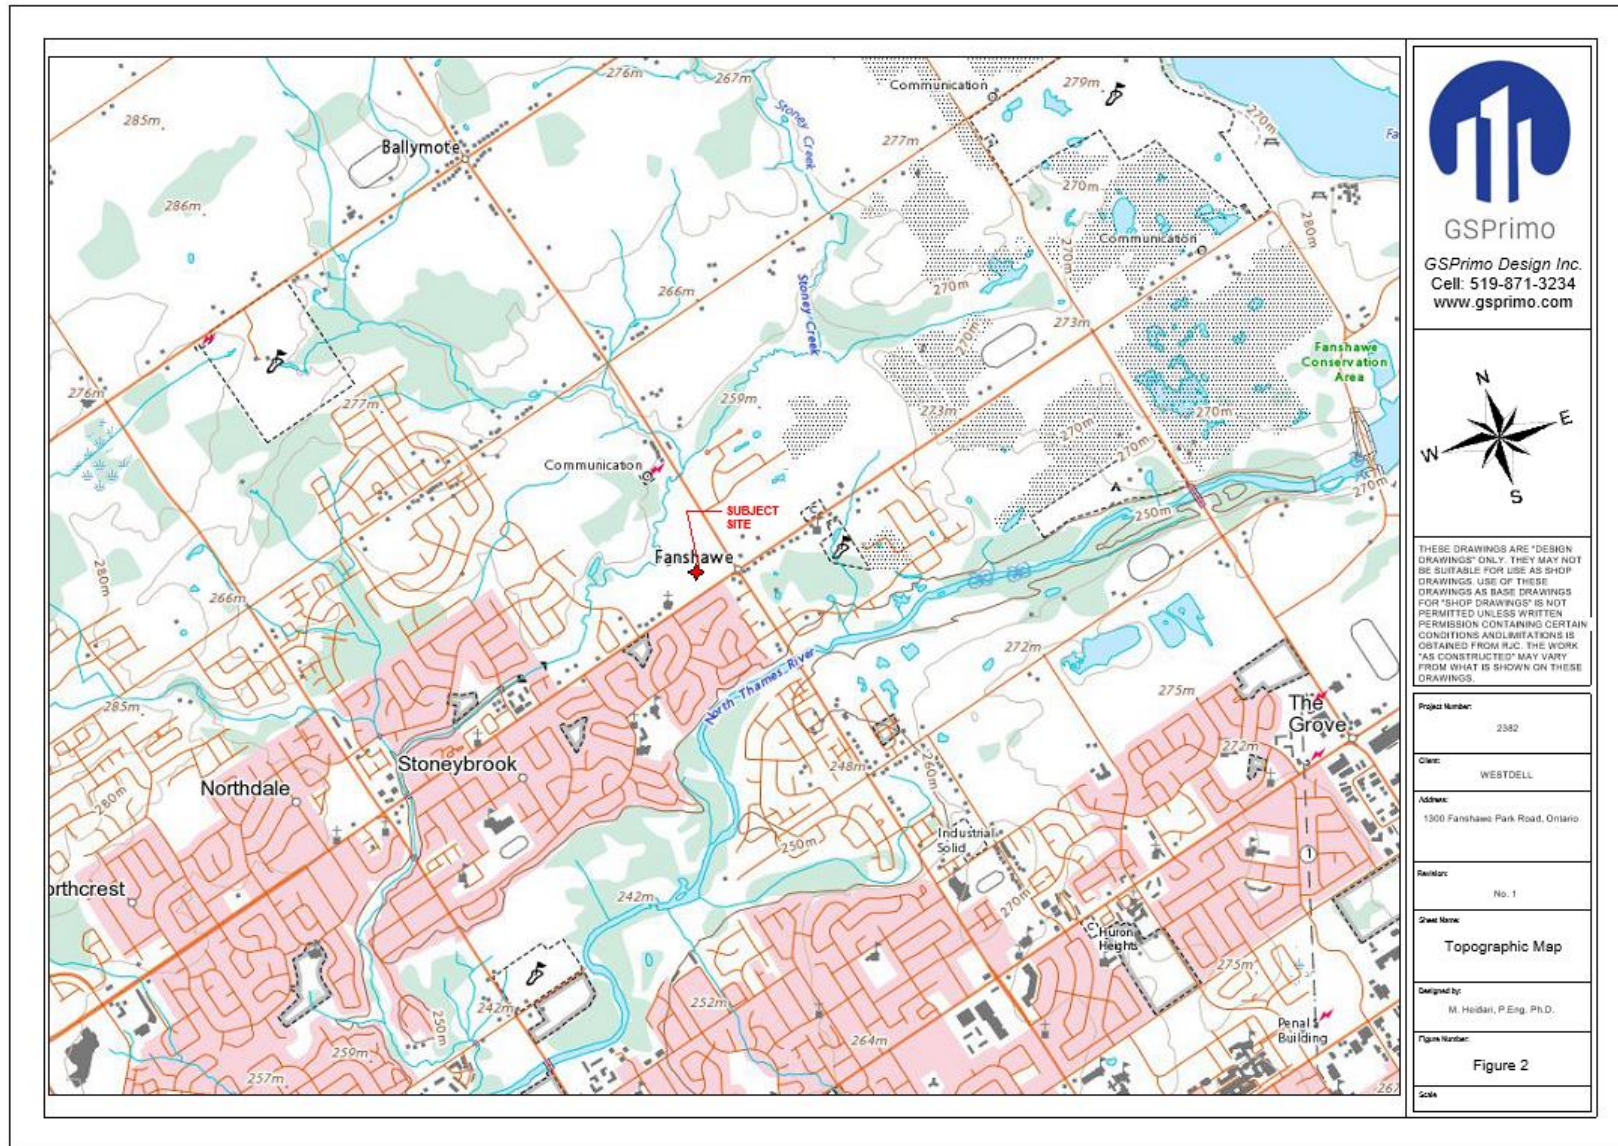 276m
267m
Communication
279m
285m
Stoney Creek
270m
Fa
Ballymote
277m
270m
286m
280m
Communication
270m
Stoney Creek
270m
266m
273m
270m
Fanshawe
Conservation
Area
276m
277m
259m
273m
270m
270m
270m
Communication
270m
SUBJECT
SITE
250m
Fanshawe
280m
266m
272m
North Thames River
275m
285m
The
Grove
272m
Stoneybrook
248m
260m
Northdale
280m
Industrial
Solid
250m
1
orthcrest
242m
270m
Huron
Heights
275m
242m
252m
250m
Penal
Building
264m
259m
257m
267
GSPrimo
GSPrimo Design Inc.
Cell: 519-871-3234
www.gsprimo.com
N
E
W
S
THESE DRAWINGS ARE "DESIGN
DRAWINGS" ONLY. THEY MAY NOT
BE SUITABLE FOR USE AS SHOP
DRAWINGS. USE OF THESE
DRAWINGS AS BASE DRAWINGS
FOR "SHOP DRAWINGS" IS NOT
PERMITTED UNLESS WRITTEN
PERMISSION CONTAINING CERTAIN
CONDITIONS ANDLIMITATIONS IS
OBTAINED FROM RJC. THE WORK
"AS CONSTRUCTED" MAY VARY
FROM WHAT IS SHOWN ON THESE
DRAWINGS.
Project Number:
2382
Client:
WESTDELL
Address:
1300 Fanshawe Park Road, Ontario
Revision:
No. 1
Sheet Name:
Topographic Map
Designed by:
M. Heidari, P.Eng. Ph.D.
Figure Number:
Figure 2
Scale